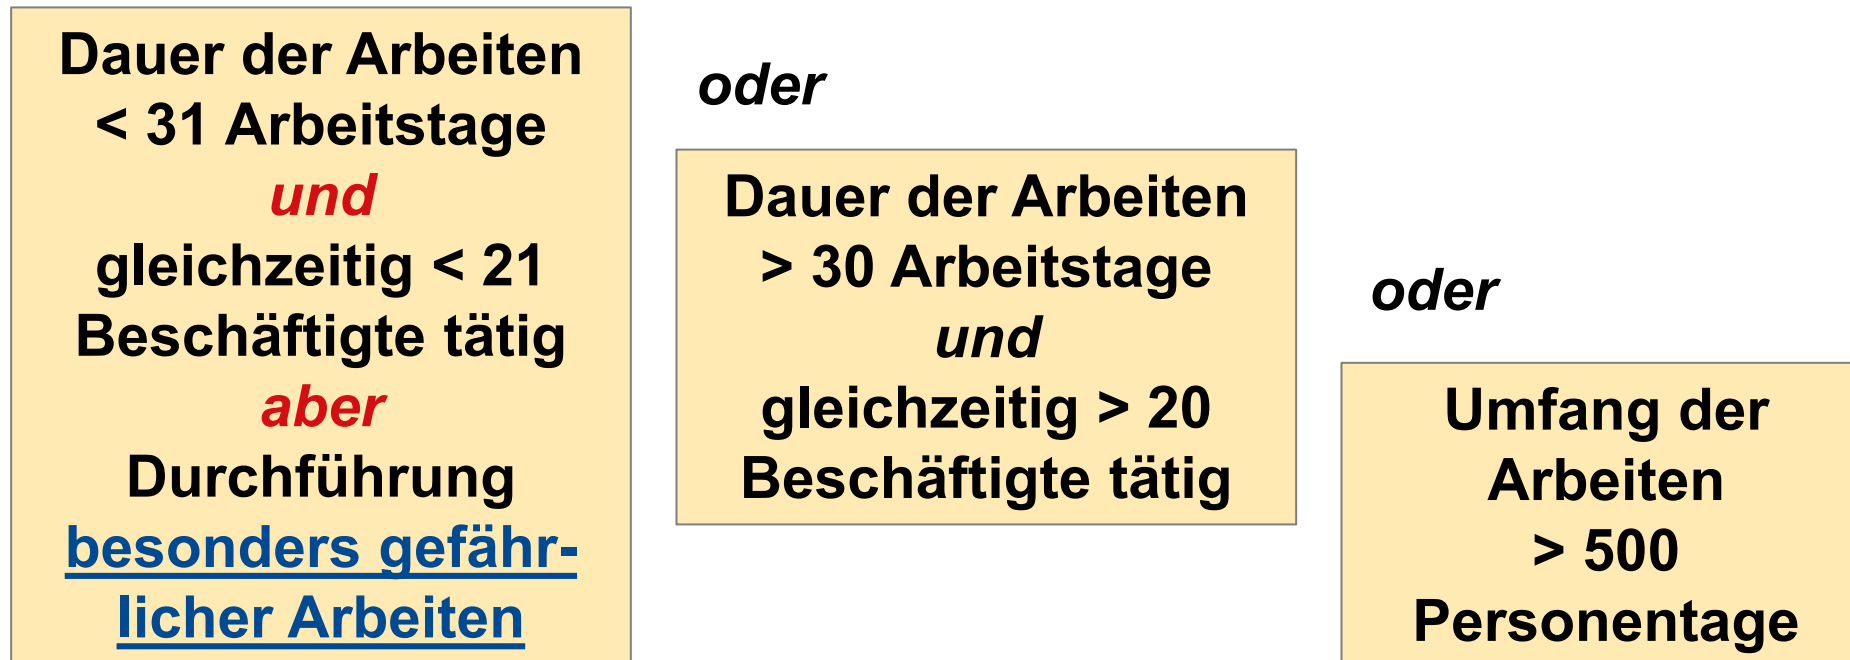 Dauer der Arbeiten
< 31 Arbeitstage
und
gleichzeitig < 21
Beschäftigte tätig
aber
Durchführung
besonders gefähr-
licher Arbeiten
oder
Dauer der Arbeiten
> 30 Arbeitstage
und
gleichzeitig > 20
Beschäftigte tätig
oder
Umfang der
Arbeiten
> 500
Personentage